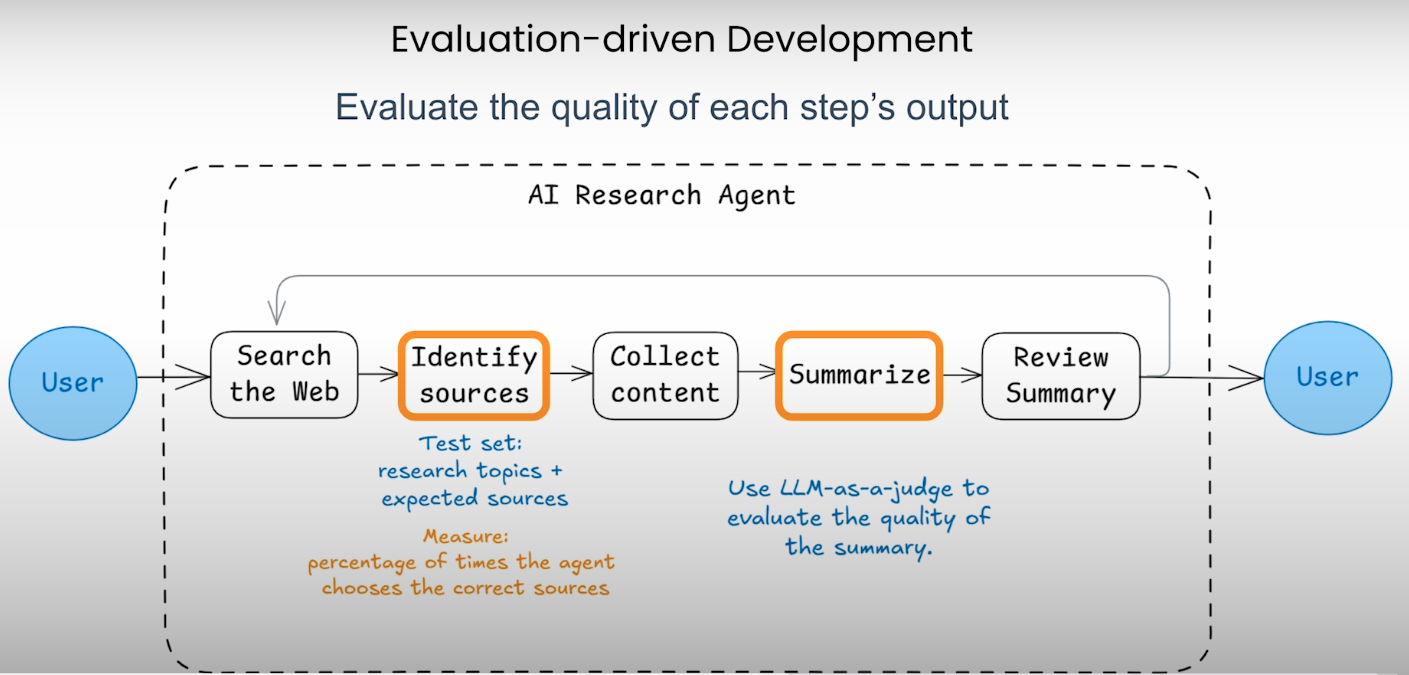 Evaluation-driven Development
Evaluate the quality of each step's output
AI Research Agent
User
Search
the Web
Identify
sources
Collect
content
Summarize
Review
Summary
User
Test set:
research topics +
expected sources
Measure:
percentage of times the agent
chooses the correct sources
Use LLM-as-a-judge to
evaluate the quality of
the summary.